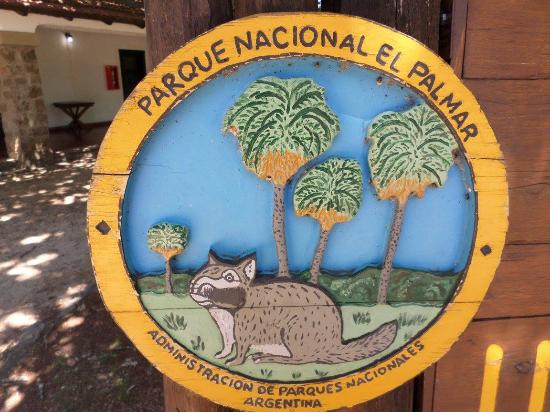 PARQUE NACIONAL EL PALMAR
ADMINISTRACION DE PARQUES NACIONALES
ARGENTINA